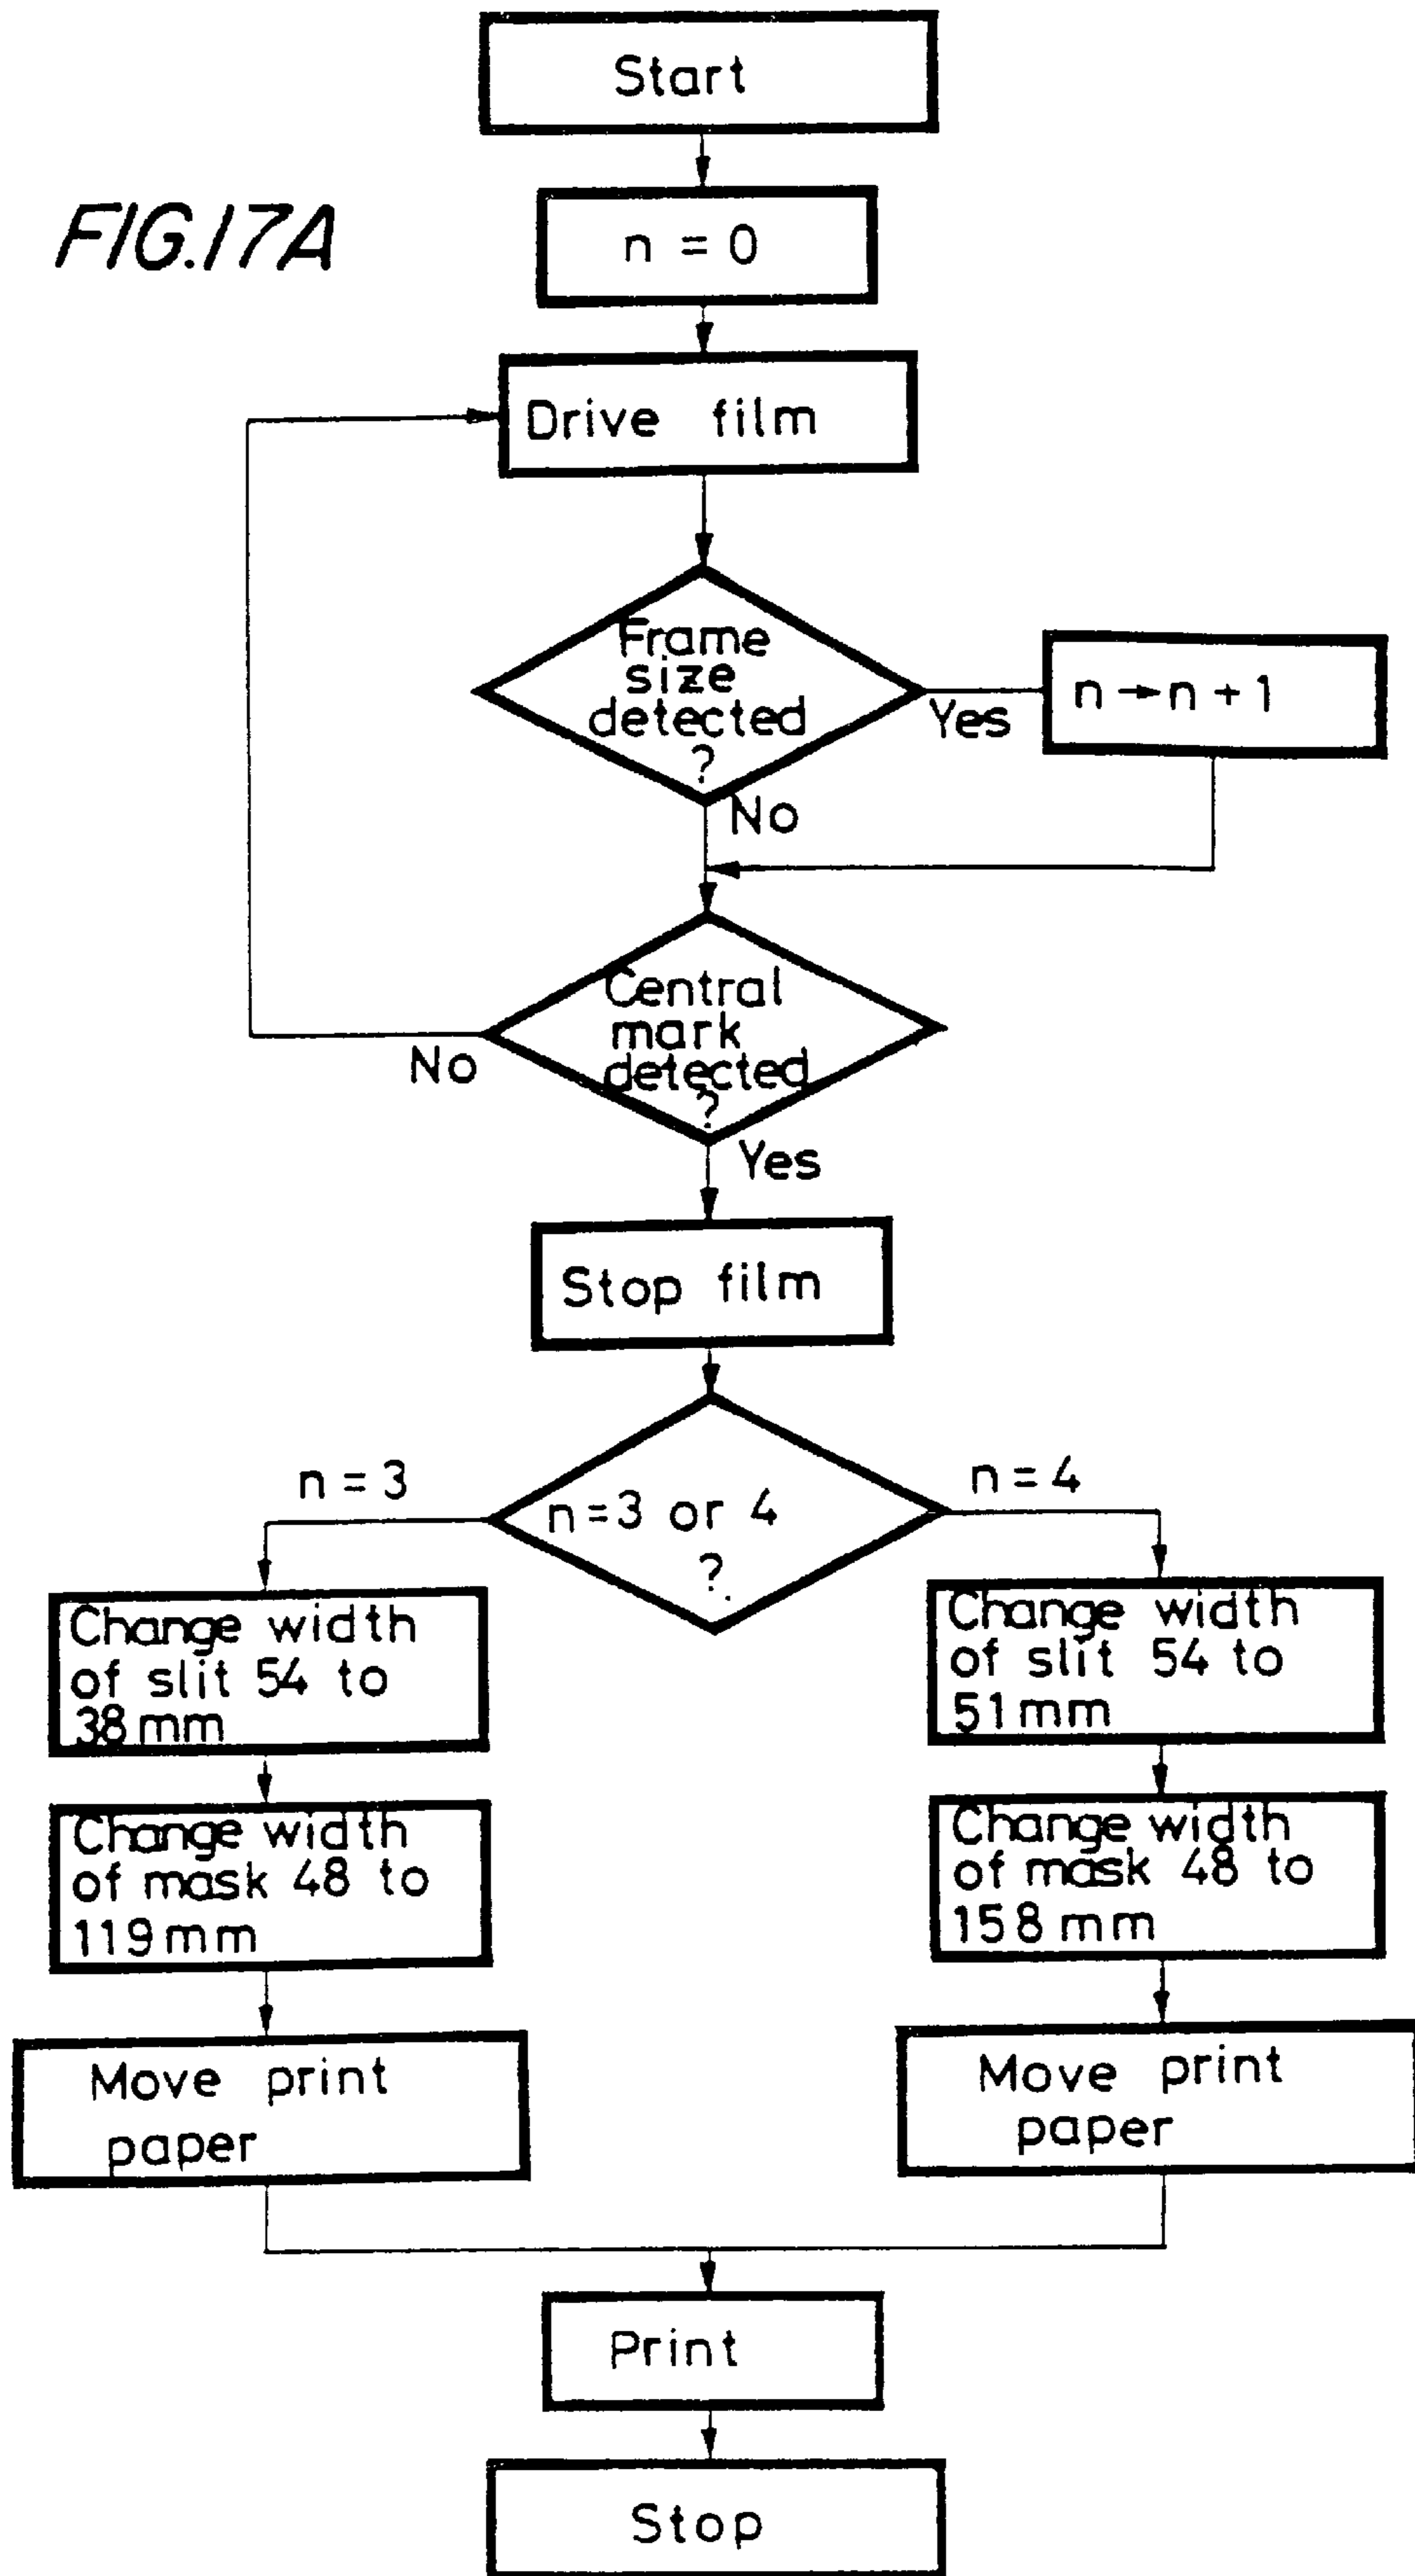 Start
FIG.17A
n = 0
Drive film
Frame
size
detected
?
Yes
n → n + 1
No
Central
mark
detected
?
No
Yes
Stop film
n = 3
n = 3 or 4
?
n = 4
Change width
of slit 54 to
38 mm
Change width
of slit 54 to
51 mm
Change width
of mask 48 to
119 mm
Change width
of mask 48 to
158 mm
Move print
paper
Move print
paper
Print
Stop